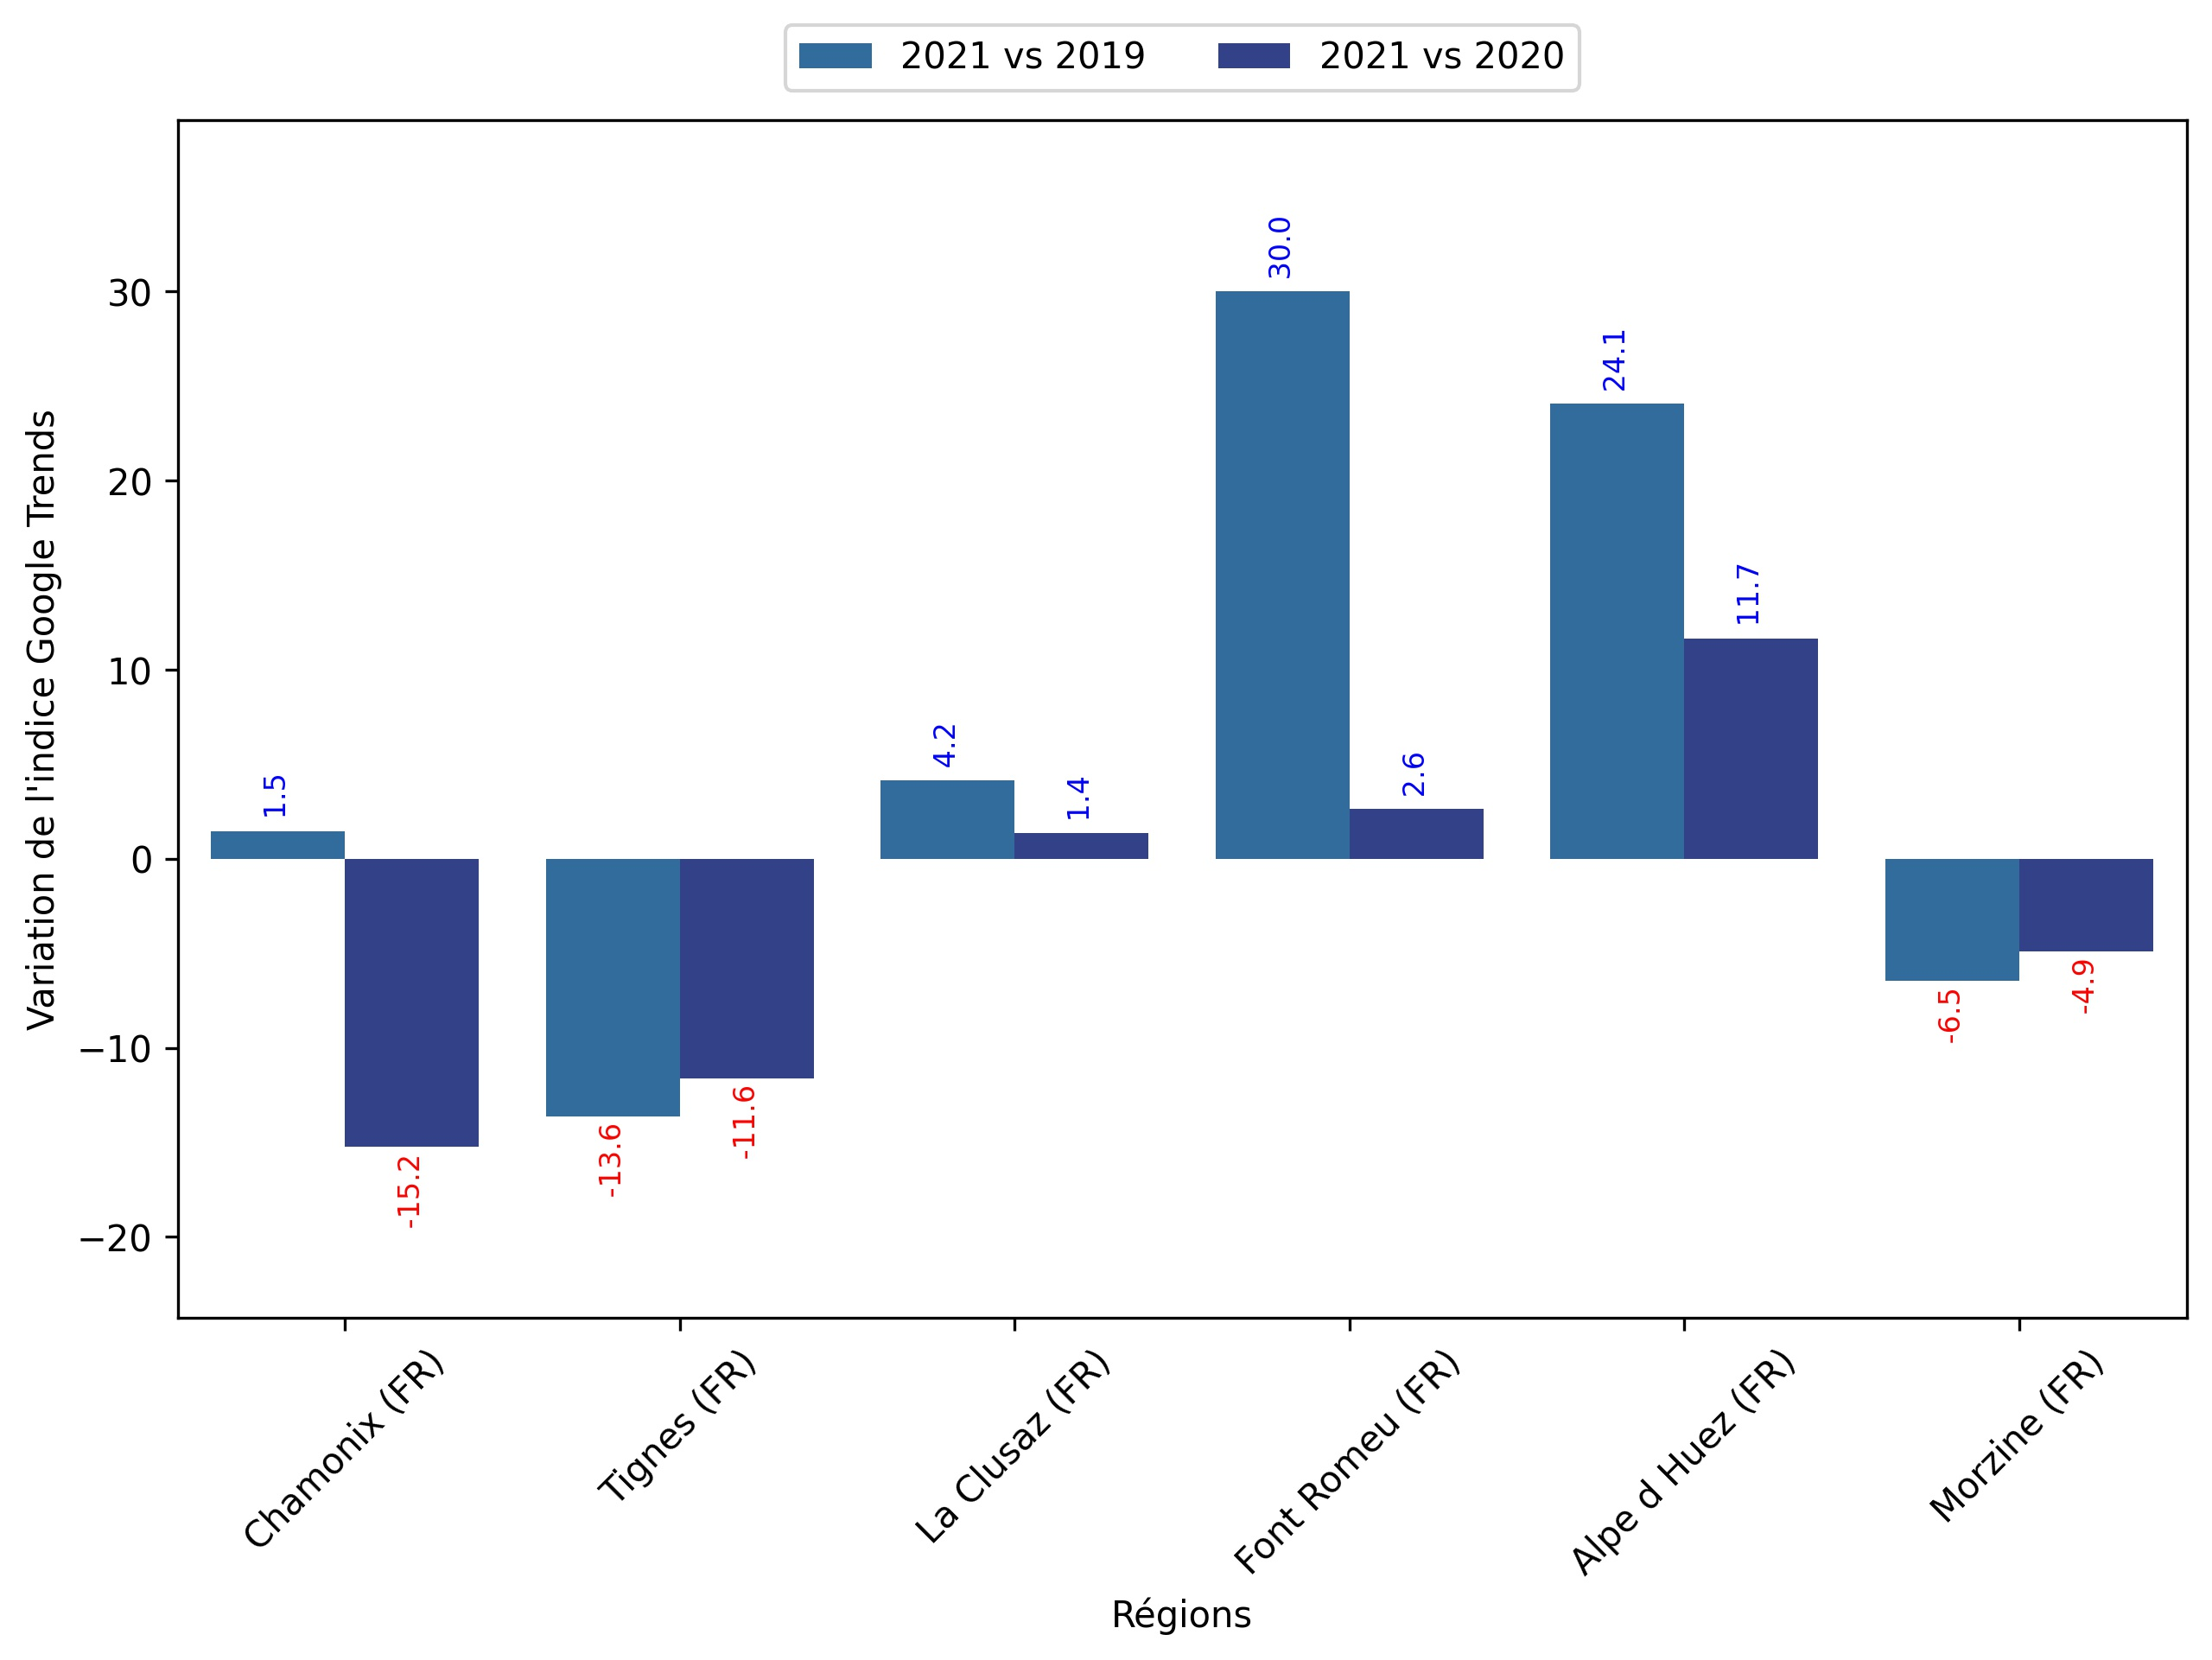 2021 vs 2019
2021 vs 2020
Variation de l'indice Google Trends
30
20
10
0
−10
−20
1.5
-15.2
-13.6
-11.6
4.2
1.4
30.0
2.6
24.1
11.7
-6.5
-4.9
Chamonix (FR)
Tignes (FR)
La Clusaz (FR)
Font Romeu (FR)
Alpe d Huez (FR)
Morzine (FR)
Régions